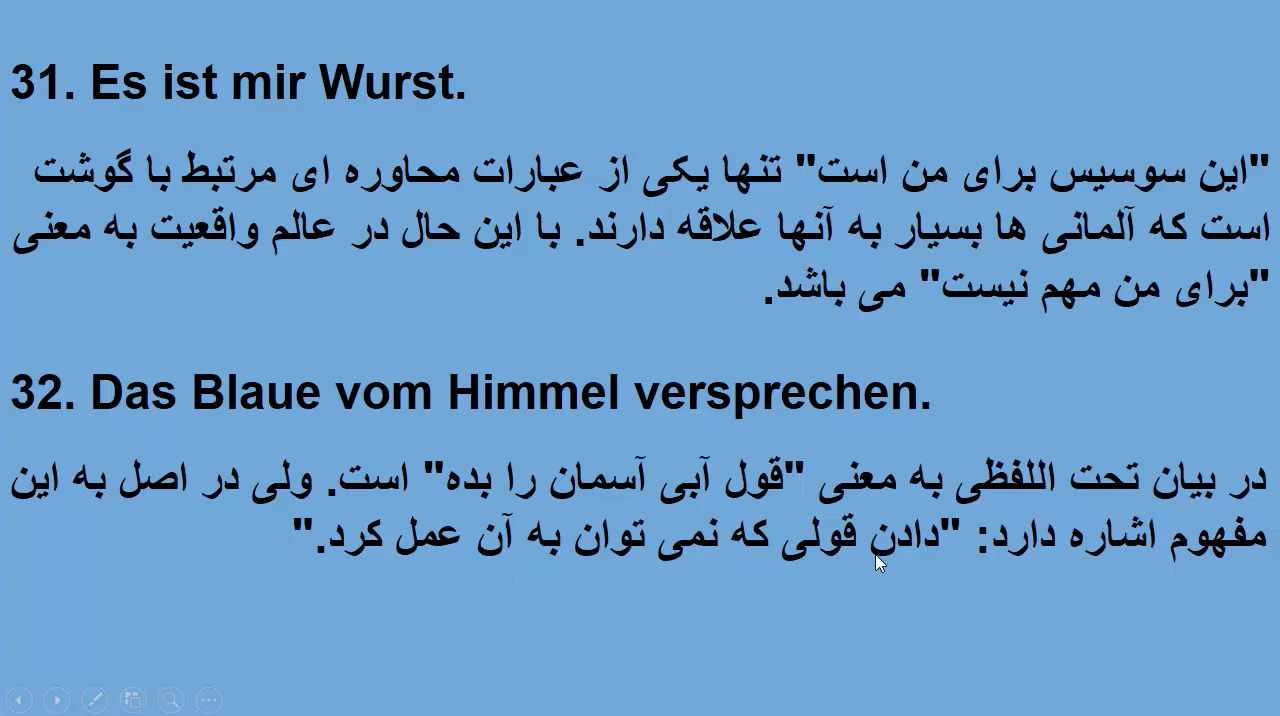 31. Es ist mir Wurst.
"این سوسیس برای من است" تنها یکی از عبارات محاوره ای مرتبط با گوشت
است که آلمانی ها بسیار به آنها علاقه دارند. با این حال در عالم واقعیت به معنی
"برای من مهم نیست" می باشد.
32. Das Blaue vom Himmel versprechen.
در بیان تحت اللفظی به معنی "قول آبی آسمان را بده" است. ولی در اصل به این
مفهوم اشاره دارد: "دادنِ قولی که نمی توان به آن عمل کرد."